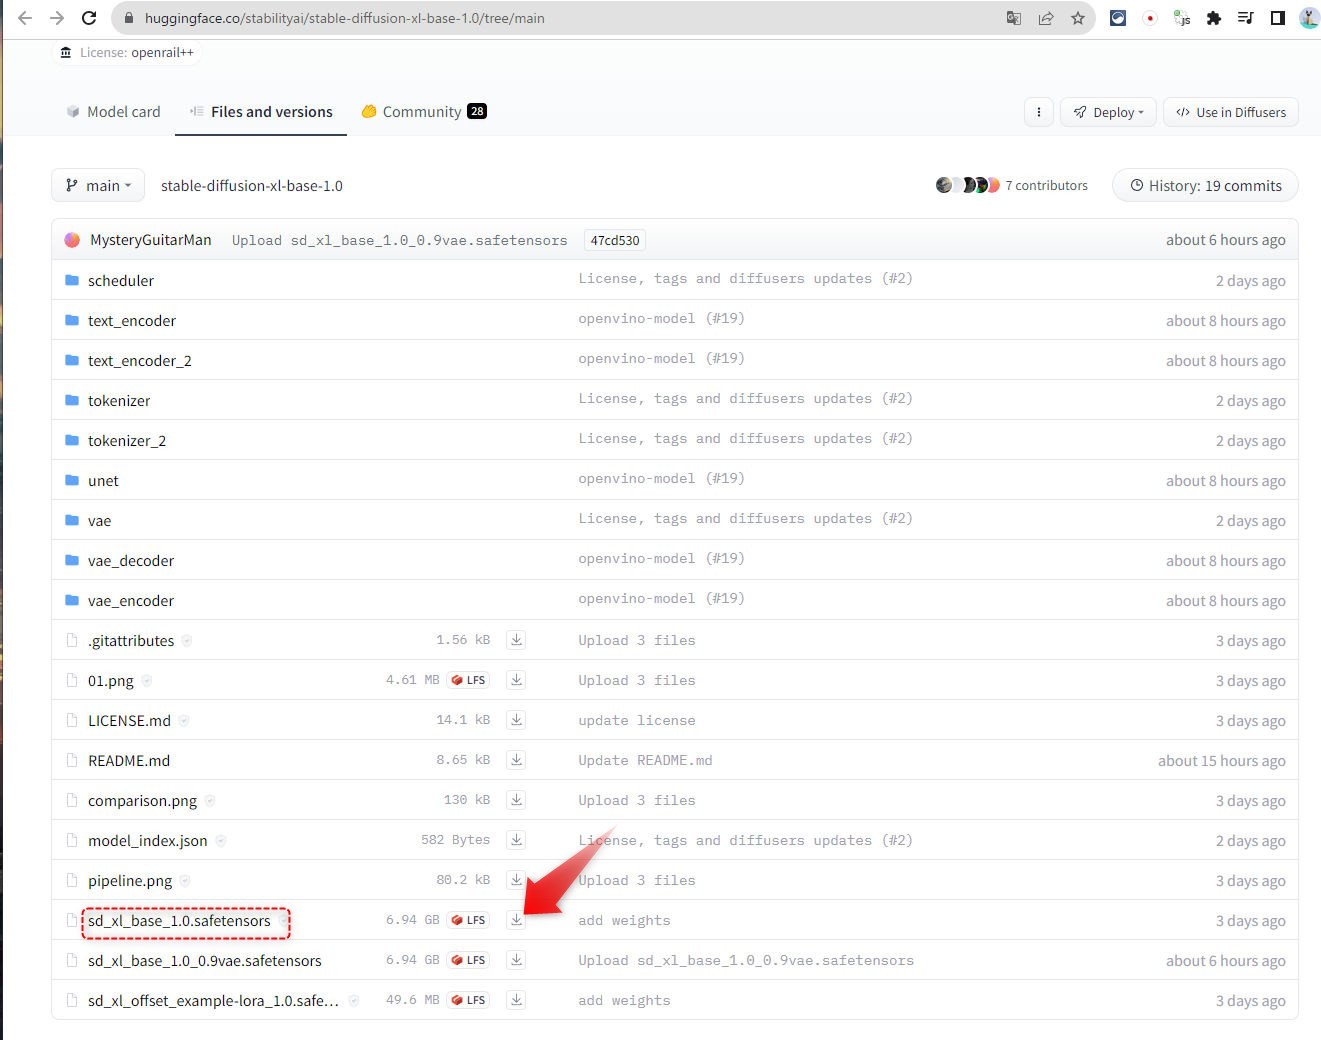 huggingface.co/stabilityai/stable-diffusion-xl-base-1.0/tree/main
JS
License: openrail++
Model card Files and versions Community 28 Deploy </> Use in Diffusers
main stable-diffusion-xl-base-1.0 7 contributors History: 19 commits
MysteryGuitarMan Upload sd_xl_base_1.0_0.9vae.safetensors 47cd530 about 6 hours ago
scheduler License, tags and diffusers updates (#2) 2 days ago
text_encoder openvino-model (#19) about 8 hours ago
text_encoder_2 openvino-model (#19) about 8 hours ago
tokenizer License, tags and diffusers updates (#2) 2 days ago
tokenizer_2 License, tags and diffusers updates (#2) 2 days ago
unet openvino-model (#19) about 8 hours ago
vae License, tags and diffusers updates (#2) 2 days ago
vae_decoder openvino-model (#19) about 8 hours ago
vae_encoder openvino-model (#19) about 8 hours ago
.gitattributes 1.56 kB Upload 3 files 3 days ago
01.png 4.61 MB LFS Upload 3 files 3 days ago
LICENSE.md 14.1 kB update license 3 days ago
README.md 8.65 kB Update README.md about 15 hours ago
comparison.png 130 kB Upload 3 files 3 days ago
model_index.json 582 Bytes License, tags and diffusers updates (#2) 2 days ago
pipeline.png 80.2 kB Upload 3 files 3 days ago
sd_xl_base_1.0.safetensors 6.94 GB LFS add weights 3 days ago
sd_xl_base_1.0_0.9vae.safetensors 6.94 GB LFS Upload sd_xl_base_1.0_0.9vae.safetensors about 6 hours ago
sd_xl_offset_example-lora_1.0.safe... 49.6 MB LFS add weights 3 days ago